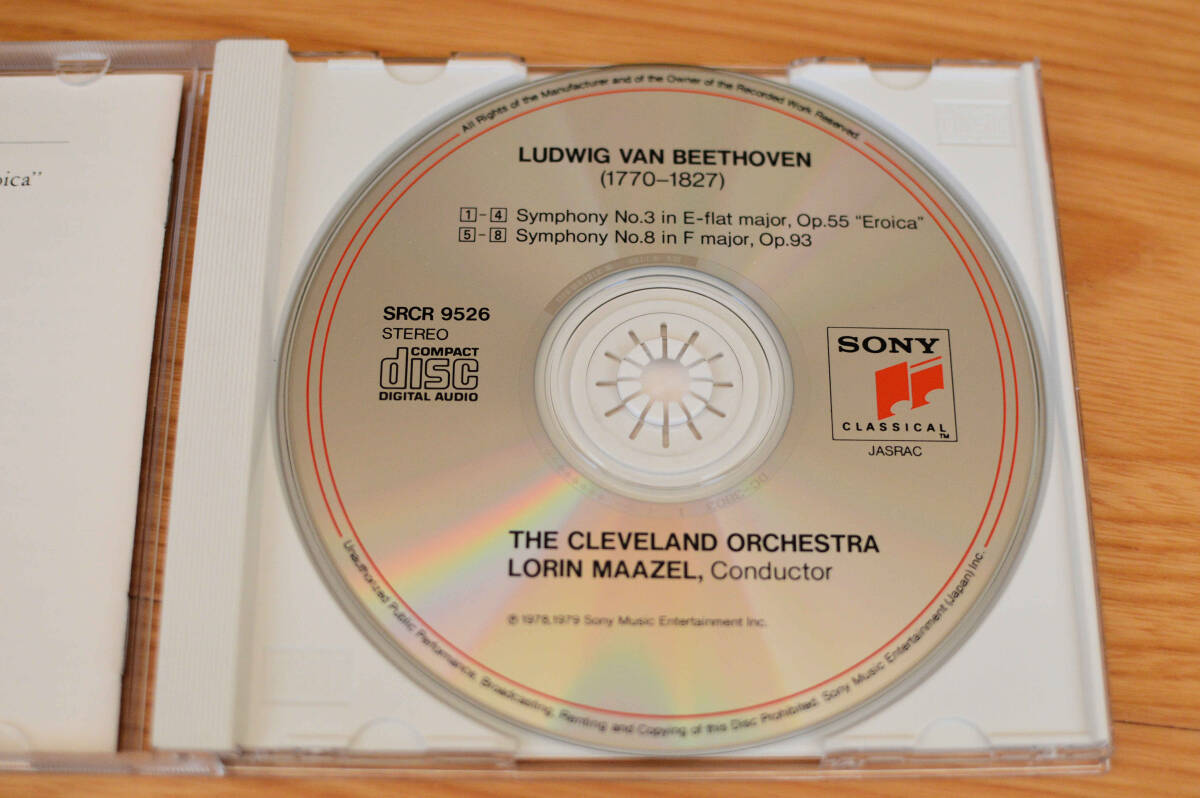 oica"
All Rights of the Manufacturer and of the Owner of the Recorded Work Reserved.
LUDWIG VAN BEETHOVEN
(1770–1827)
1-4 Symphony No.3 in E-flat major, Op.55 "Eroica"
5-8 Symphony No.8 in F major, Op.93
SRCR 9526
STEREO
COMPACT
disc
DIGITAL AUDIO
SONY
CLASSICAL TM
JASRAC
THE CLEVELAND ORCHESTRA
LORIN MAAZEL, Conductor
℗ 1978,1979 Sony Music Entertainment Inc.
Unauthorized Public Performance, Broadcasting, Renting and Copying of this Disc Prohibited. Sony Music Entertainment (Japan) Inc.